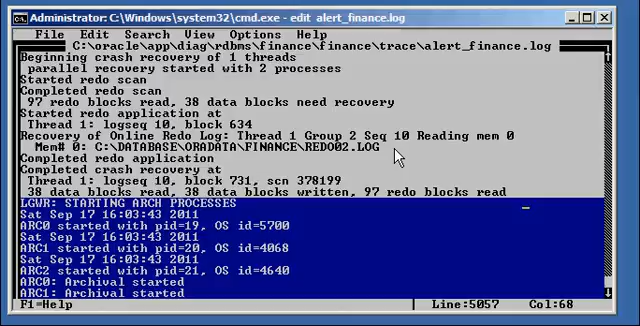 Administrator: C:\Windows\system32\cmd.exe - edit alert_finance.log
File Edit Search View Options Help
C:\oracle\app\diag\rdbms\finance\finance\trace\alert_finance.log
Beginning crash recovery of 1 threads
parallel recovery started with 2 processes
Started redo scan
Completed redo scan
97 redo blocks read, 38 data blocks need recovery
Started redo application at
Thread 1: logseq 10, block 634
Recovery of Online Redo Log: Thread 1 Group 2 Seq 10 Reading mem 0
Mem# 0: C:\DATABASE\ORADATA\FINANCE\REDO02.LOG
Completed redo application
Completed crash recovery at
Thread 1: logseq 10, block 731, scn 378199
38 data blocks read, 38 data blocks written, 97 redo blocks read
LGWR: STARTING ARCH PROCESSES
Sat Sep 17 16:03:43 2011
ARC0 started with pid=19, OS id=5700
Sat Sep 17 16:03:43 2011
ARC1 started with pid=20, OS id=4068
Sat Sep 17 16:03:43 2011
ARC2 started with pid=21, OS id=4640
ARC0: Archival started
ARC1: Archival started
F1=Help Line:5057 Col:68